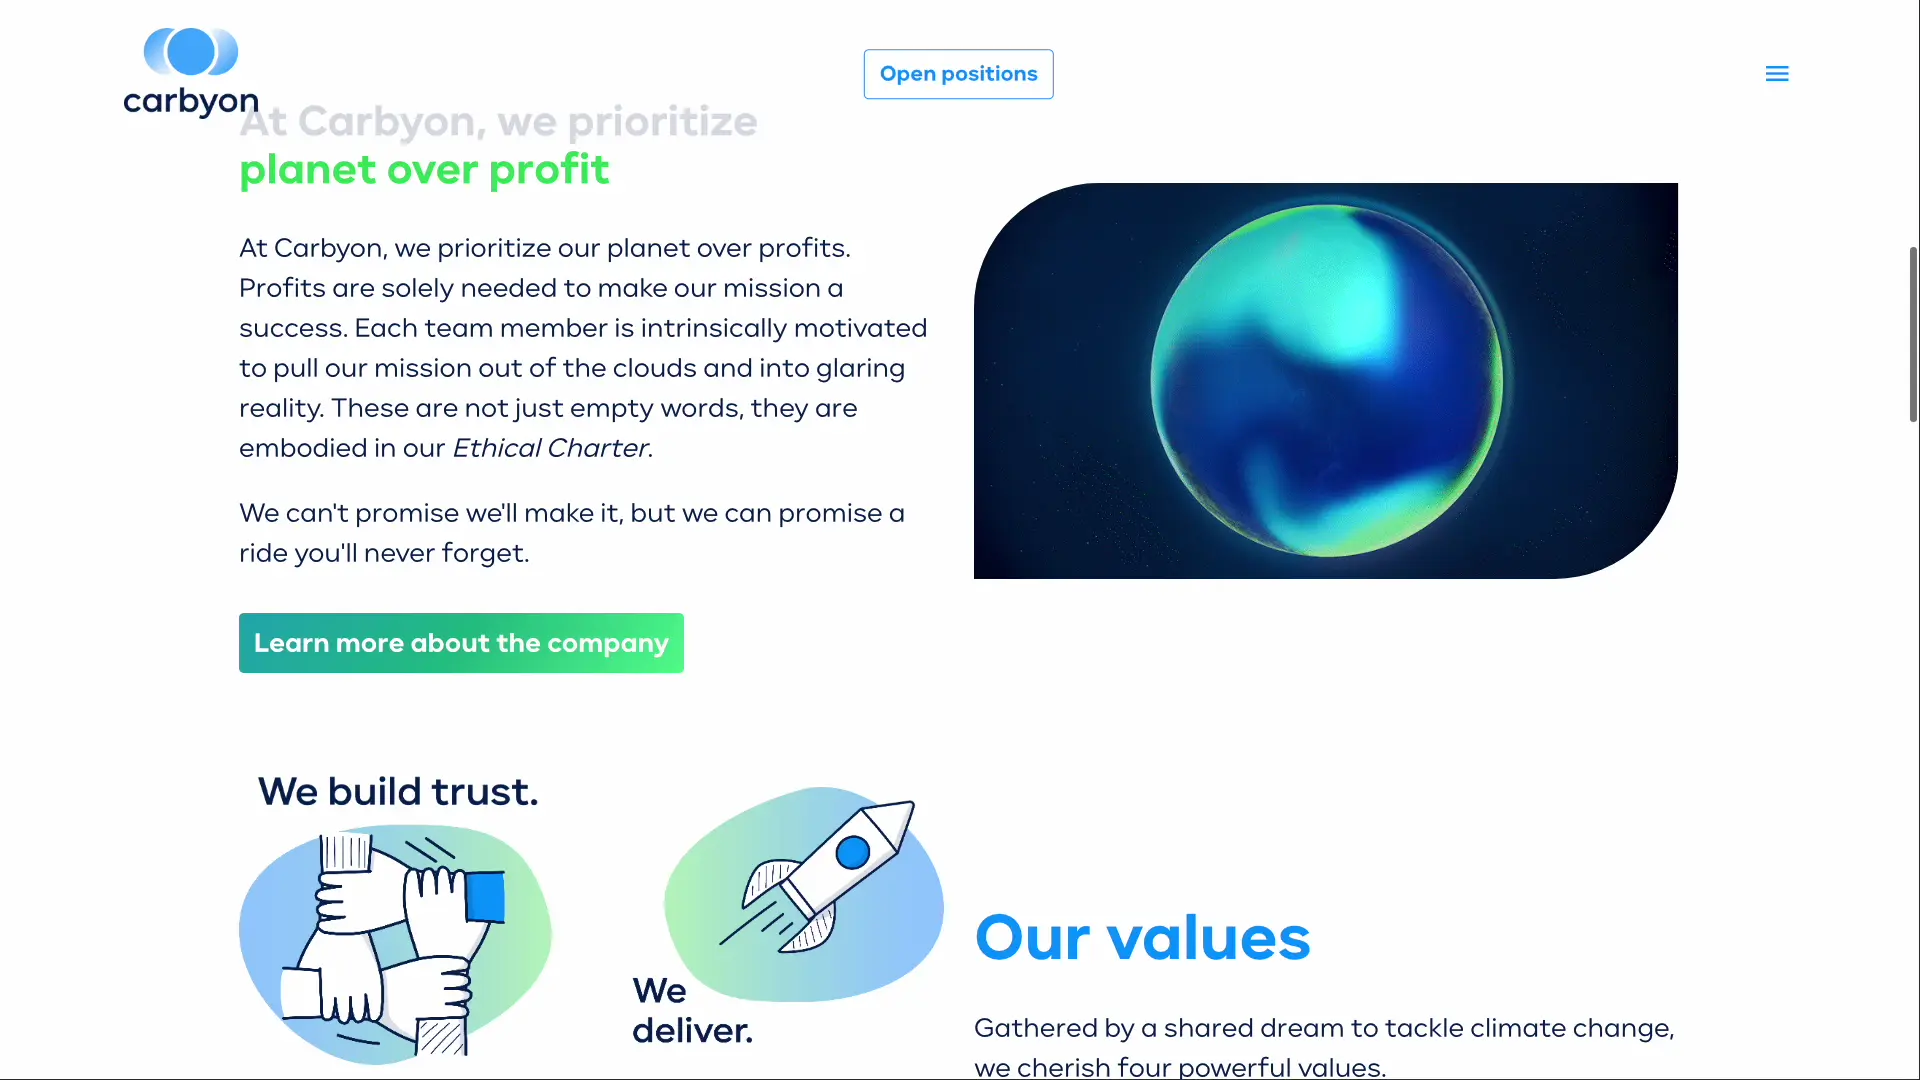 carbyon
Open positions
At Carbyon, we prioritize
planet over profit
At Carbyon, we prioritize our planet over profits.
Profits are solely needed to make our mission a
success. Each team member is intrinsically motivated
to pull our mission out of the clouds and into glaring
reality. These are not just empty words, they are
embodied in our Ethical Charter.
We can't promise we'll make it, but we can promise a
ride you'll never forget.
Learn more about the company
We build trust.
We
deliver.
Our values
Gathered by a shared dream to tackle climate change,
we cherish four powerful values.